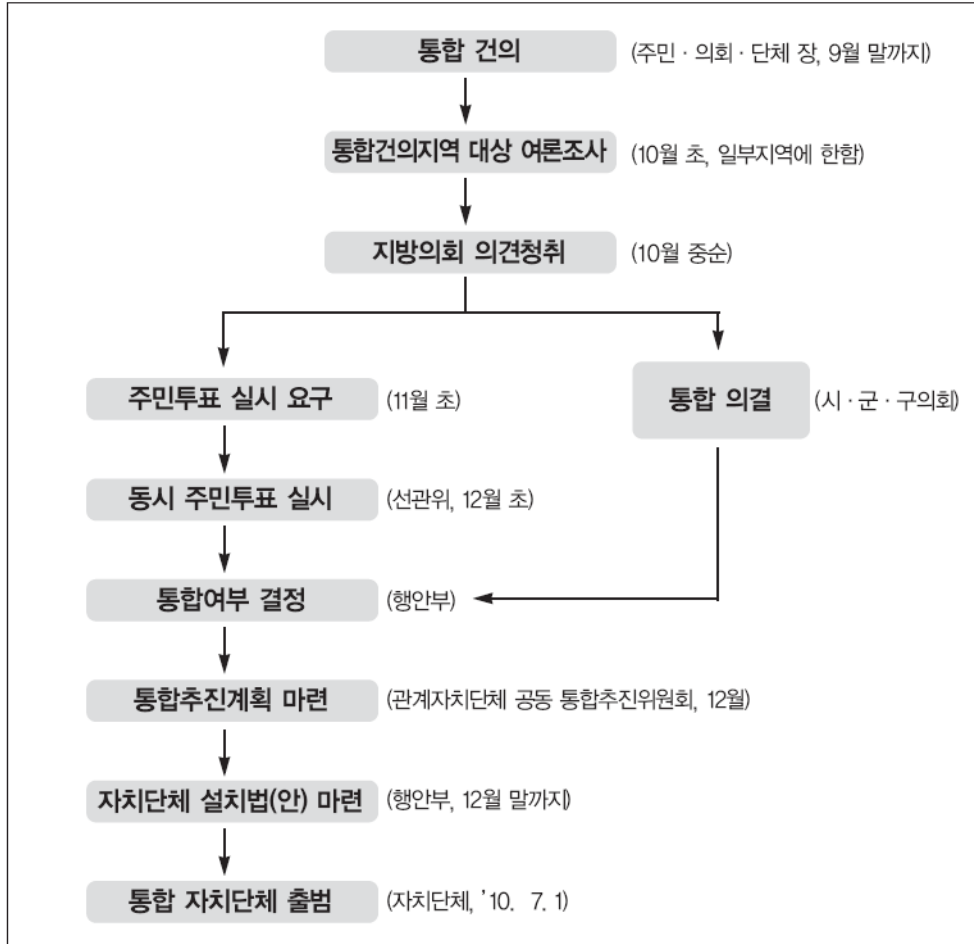 통합 건의 (주민 · 의회 · 단체 장, 9월 말까지)
통합건의지역 대상 여론조사 (10월 초, 일부지역에 한함)
지방의회 의견청취 (10월 중순)
주민투표 실시 요구 (11월 초) 통합 의결 (시 · 군 · 구의회)
동시 주민투표 실시 (선관위, 12월 초)
통합여부 결정 (행안부)
통합추진계획 마련 (관계자치단체 공동 통합추진위원회, 12월)
자치단체 설치법(안) 마련 (행안부, 12월 말까지)
통합 자치단체 출범 (자치단체, ’10. 7. 1)